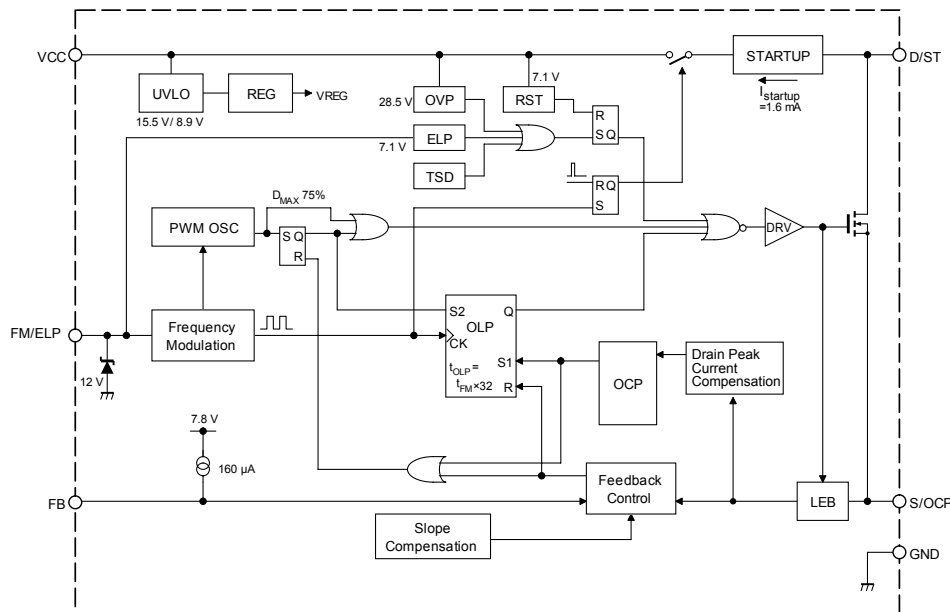 VCC
D/ST
STARTUP
7.1 V
UVLO
REG
VREG
28.5 V
OVP
RST
R
S Q
Istartup
=1.6 mA
15.5 V/ 8.9 V
7.1 V
ELP
TSD
R Q
S
DMAX 75%
PWM OSC
S Q
R
DRV
FM/ELP
Frequency
Modulation
S2
Q
OLP
CK
S1
tOLP =
tFM×32
R
OCP
Drain Peak
Current
Compensation
12 V
7.8 V
160 µA
FB
Feedback
Control
LEB
S/OCP
Slope
Compensation
GND